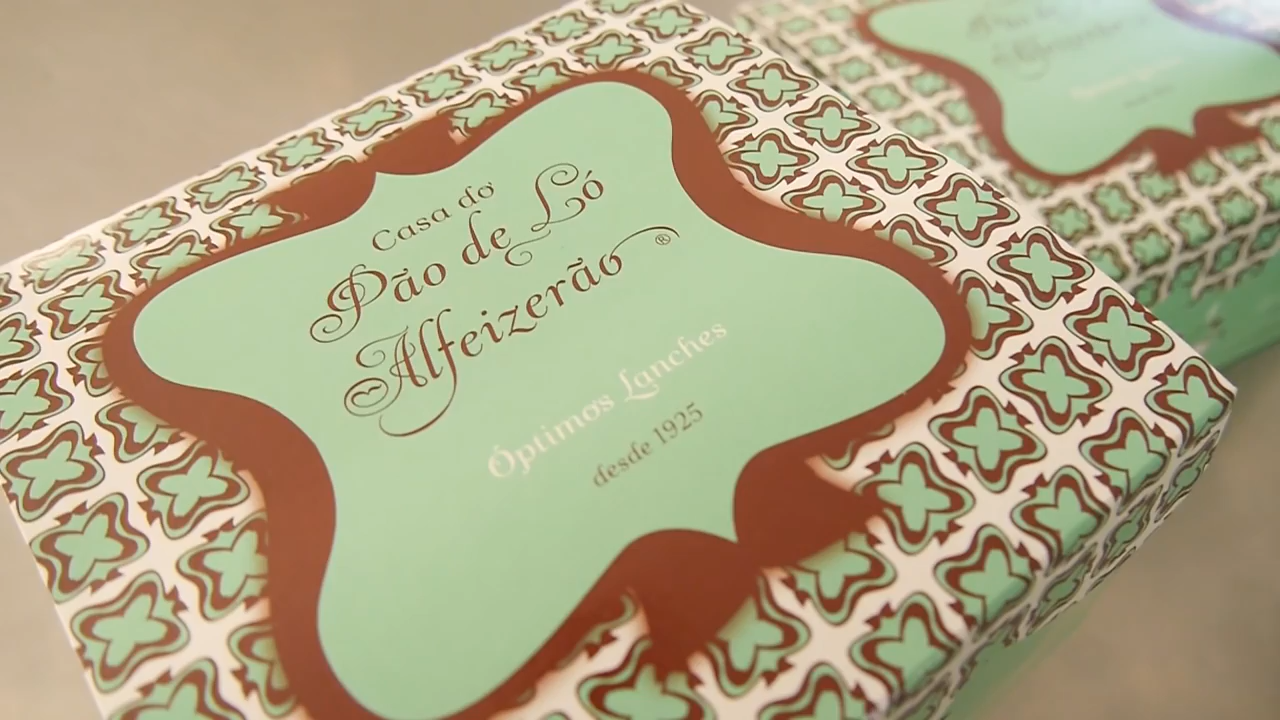 Casa do
Pão de Ló
Alfeizerão ®
Óptimos Lanches
desde 1925